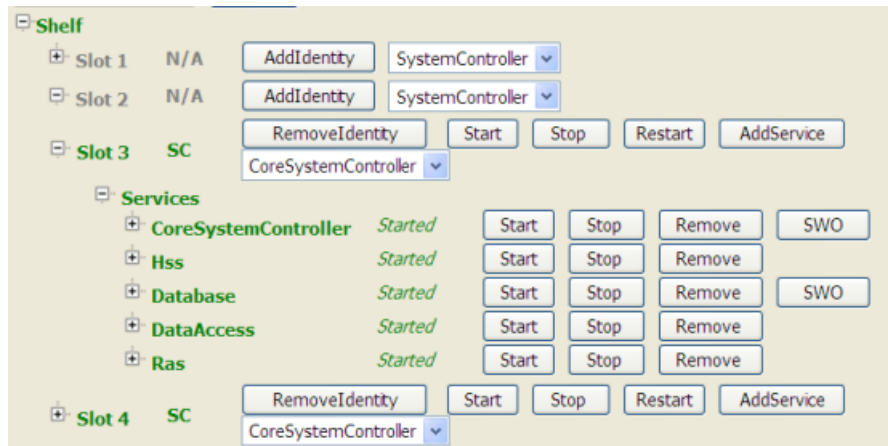 Shelf
Slot 1 N/A AddIdentity SystemController
Slot 2 N/A AddIdentity SystemController
RemoveIdentity Start Stop Restart AddService
Slot 3 SC
CoreSystemController
Services
CoreSystemController Started Start Stop Remove SWO
Hss Started Start Stop Remove
Database Started Start Stop Remove SWO
DataAccess Started Start Stop Remove
Ras Started Start Stop Remove
RemoveIdentity Start Stop Restart AddService
Slot 4 SC
CoreSystemController